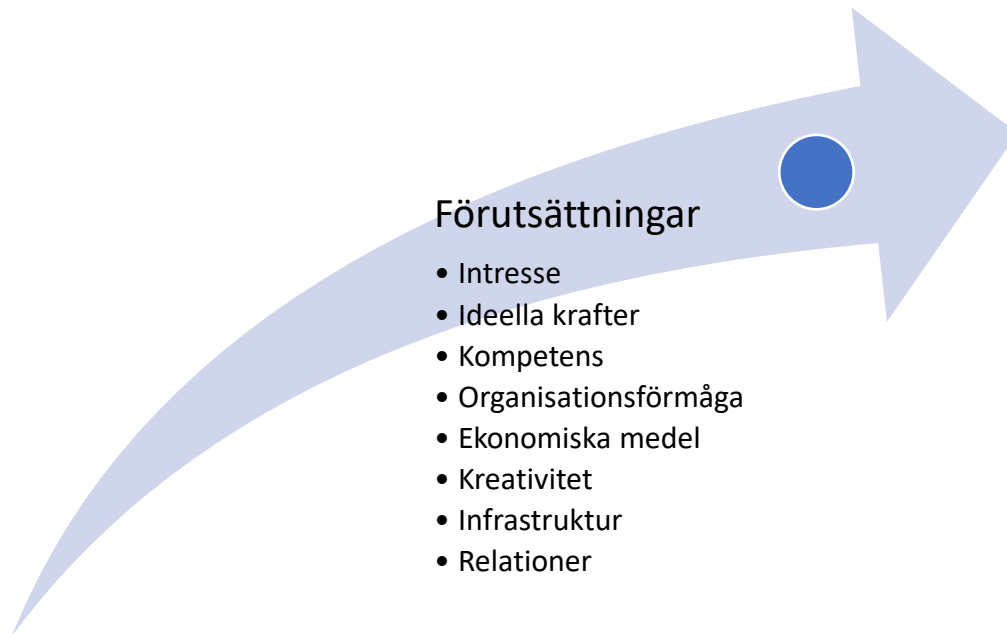 Förutsättningar
• Intresse
• Ideella krafter
• Kompetens
• Organisationsförmåga
• Ekonomiska medel
• Kreativitet
• Infrastruktur
• Relationer